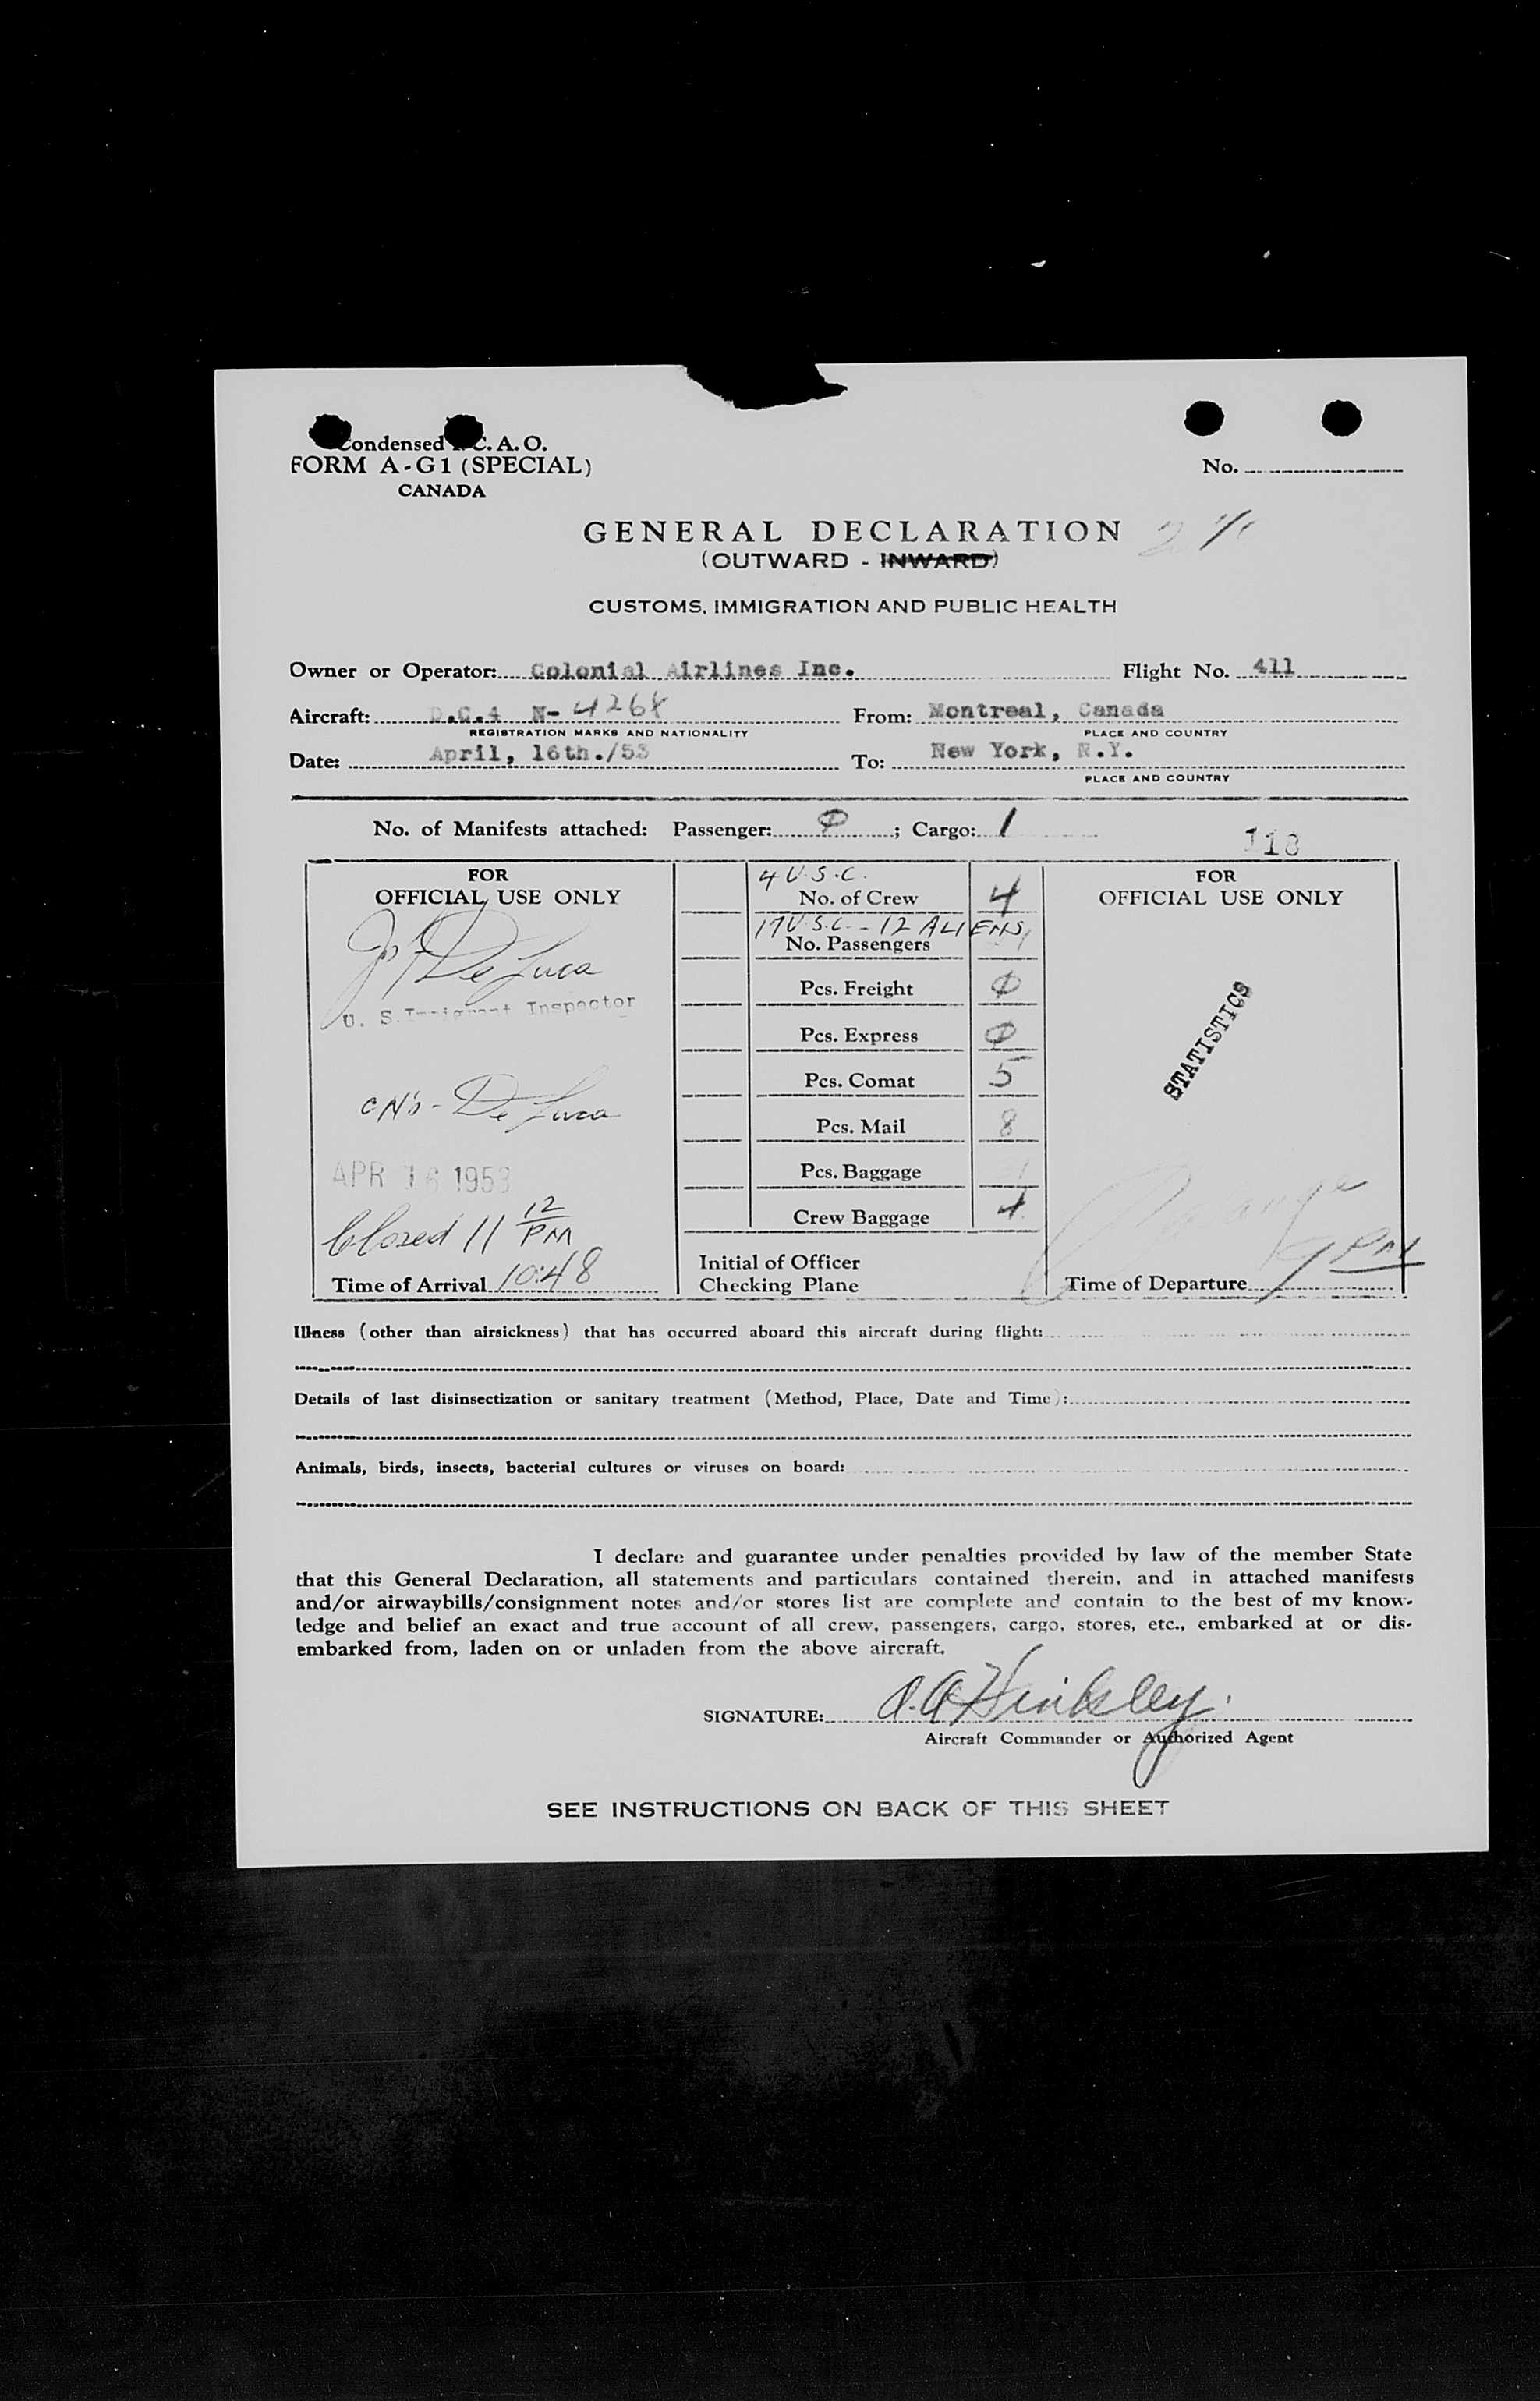 Condensed I.C.A.O.
FORM A-G1 (SPECIAL)
CANADA
No.
GENERAL DECLARATION
(OUTWARD - INWARD)
CUSTOMS, IMMIGRATION AND PUBLIC HEALTH
Owner or Operator: Colonial Airlines Inc. Flight No. 411
Aircraft: D.C.4 N- 4268 From: Montreal, Canada
REGISTRATION MARKS AND NATIONALITY PLACE AND COUNTRY
Date: April, 16th./53 To: New York, N.Y.
PLACE AND COUNTRY
No. of Manifests attached: Passenger: φ ; Cargo: 1
118
FOR
OFFICIAL USE ONLY
De Luca
U. S. Immigrant Inspector
De Luca
APR 16 1953
Closed 11 12 PM
Time of Arrival 10:48
4 U.S.C.
No. of Crew 4
17 U.S.C. - 12 ALIENS
No. Passengers
Pcs. Freight φ
Pcs. Express φ
Pcs. Comat 5
Pcs. Mail 8
Pcs. Baggage
Crew Baggage 4
Initial of Officer
Checking Plane
FOR
OFFICIAL USE ONLY
STATISTICS
Time of Departure 9 PM
Illness (other than airsickness) that has occurred aboard this aircraft during flight:
Details of last disinsectization or sanitary treatment (Method, Place, Date and Time):
Animals, birds, insects, bacterial cultures or viruses on board:
I declare and guarantee under penalties provided by law of the member State
that this General Declaration, all statements and particulars contained therein, and in attached manifests
and/or airwaybills/consignment notes and/or stores list are complete and contain to the best of my know-
ledge and belief an exact and true account of all crew, passengers, cargo, stores, etc., embarked at or dis-
embarked from, laden on or unladen from the above aircraft.
SIGNATURE: A.A. Hinkley.
Aircraft Commander or Authorized Agent
SEE INSTRUCTIONS ON BACK OF THIS SHEET